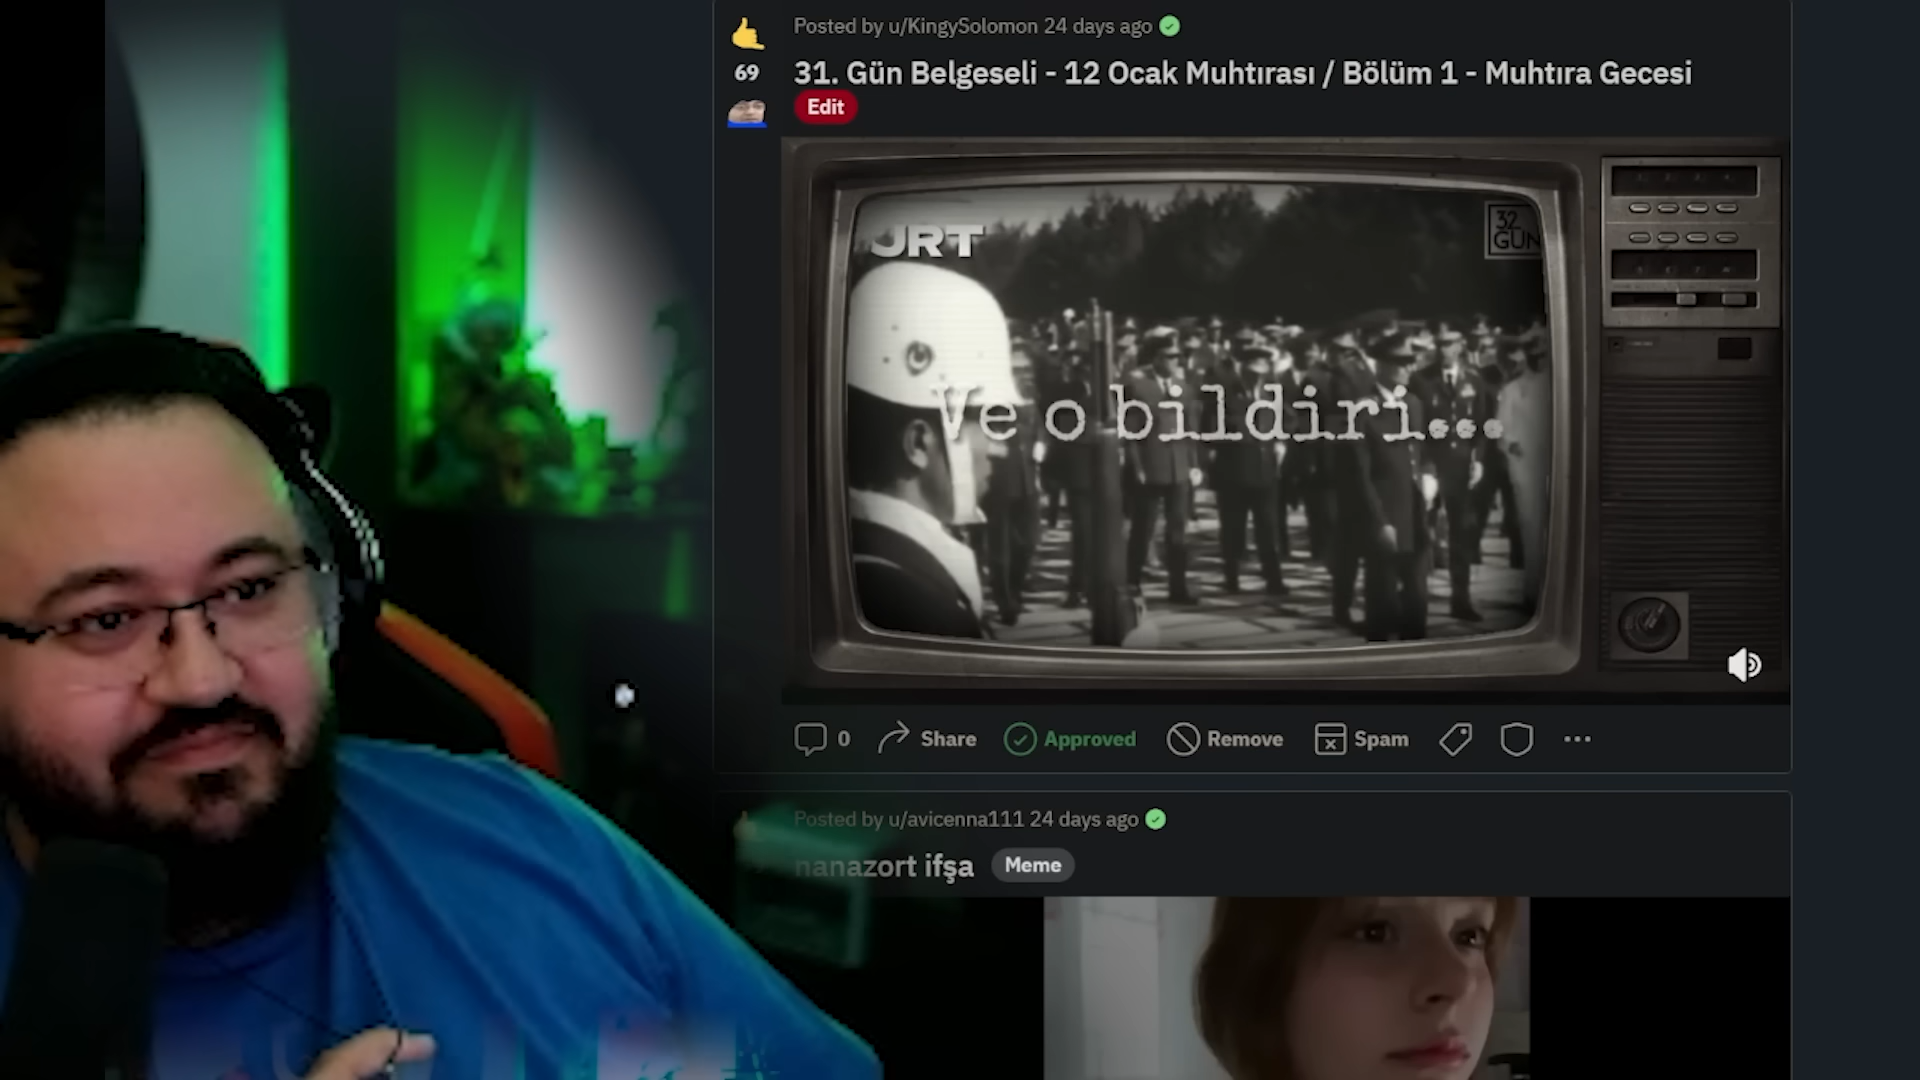 Posted by u/KingySolomon 24 days ago
69
31. Gün Belgeseli - 12 Ocak Muhtırası / Bölüm 1 - Muhtıra Gecesi
Edit
JRT
32.
GÜN
Ve o bildiri...
0
Share
Approved
Remove
Spam
Posted by u/avicenna111 24 days ago
nanazort ifşa
Meme